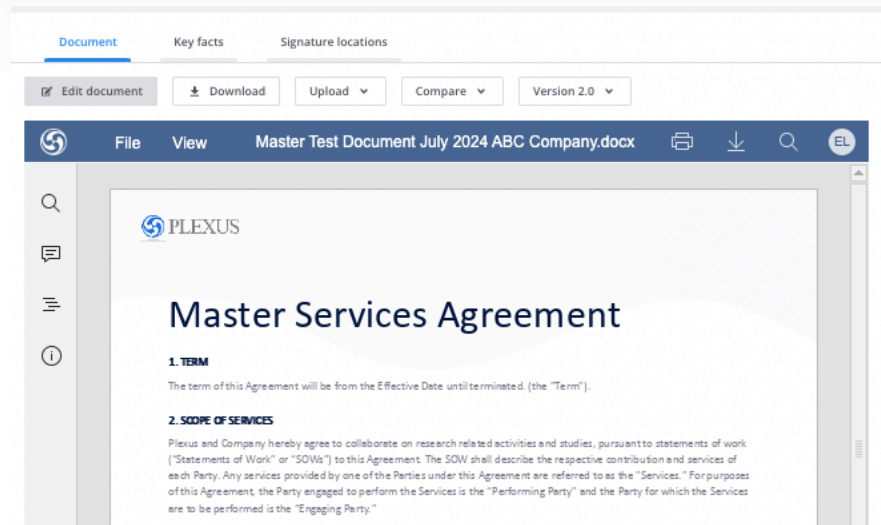 Document Key facts Signature locations
Edit document Download Upload Compare Version 2.0
File View Master Test Document July 2024 ABC Company.docx EL
PLEXUS
Master Services Agreement
1. TERM
The term of this Agreement will be from the Effective Date until terminated. (the "Term").
2. SCOPE OF SERVICES
Plexus and Company hereby agree to collaborate on research related activities and studies, pursuant to statements of work
("Statements of Work" or "SOWs") to this Agreement. The SOW shall describe the respective contribution and services of
each Party. Any services provided by one of the Parties under this Agreement are referred to as the "Services." For purposes
of this Agreement, the Party engaged to perform the Services is the "Performing Party" and the Party for which the Services
are to be performed is the "Engaging Party."